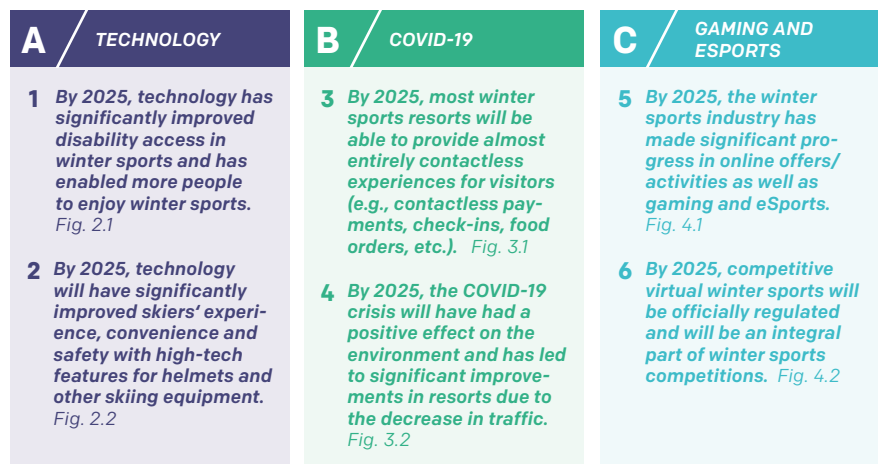 A TECHNOLOGY
1 By 2025, technology has
significantly improved
disability access in
winter sports and has
enabled more people
to enjoy winter sports.
Fig. 2.1
2 By 2025, technology
will have significantly
improved skiers‘ experi-
ence, convenience and
safety with high-tech
features for helmets and
other skiing equipment.
Fig. 2.2
B COVID-19
3 By 2025, most winter
sports resorts will be
able to provide almost
entirely contactless
experiences for visitors
(e.g., contactless pay-
ments, check-ins, food
orders, etc.). Fig. 3.1
4 By 2025, the COVID-19
crisis will have had a
positive effect on the
environment and has led
to significant improve-
ments in resorts due to
the decrease in traffic.
Fig. 3.2
C GAMING AND
ESPORTS
5 By 2025, the winter
sports industry has
made significant pro-
gress in online offers/
activities as well as
gaming and eSports.
Fig. 4.1
6 By 2025, competitive
virtual winter sports will
be officially regulated
and will be an integral
part of winter sports
competitions. Fig. 4.2